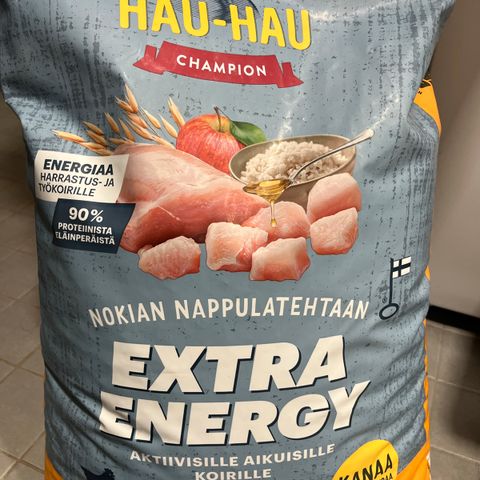 HAU-HAU
CHAMPION
ENERGIAA
HARRASTUS- JA
TYÖKOIRILLE
90%
PROTEIINISTA
ELÄINPERÄISTÄ
NOKIAN NAPPULATEHTAAN
EXTRA
ENERGY
AKTIIVISILLE AIKUISILLE
KOIRILLE
KANAA